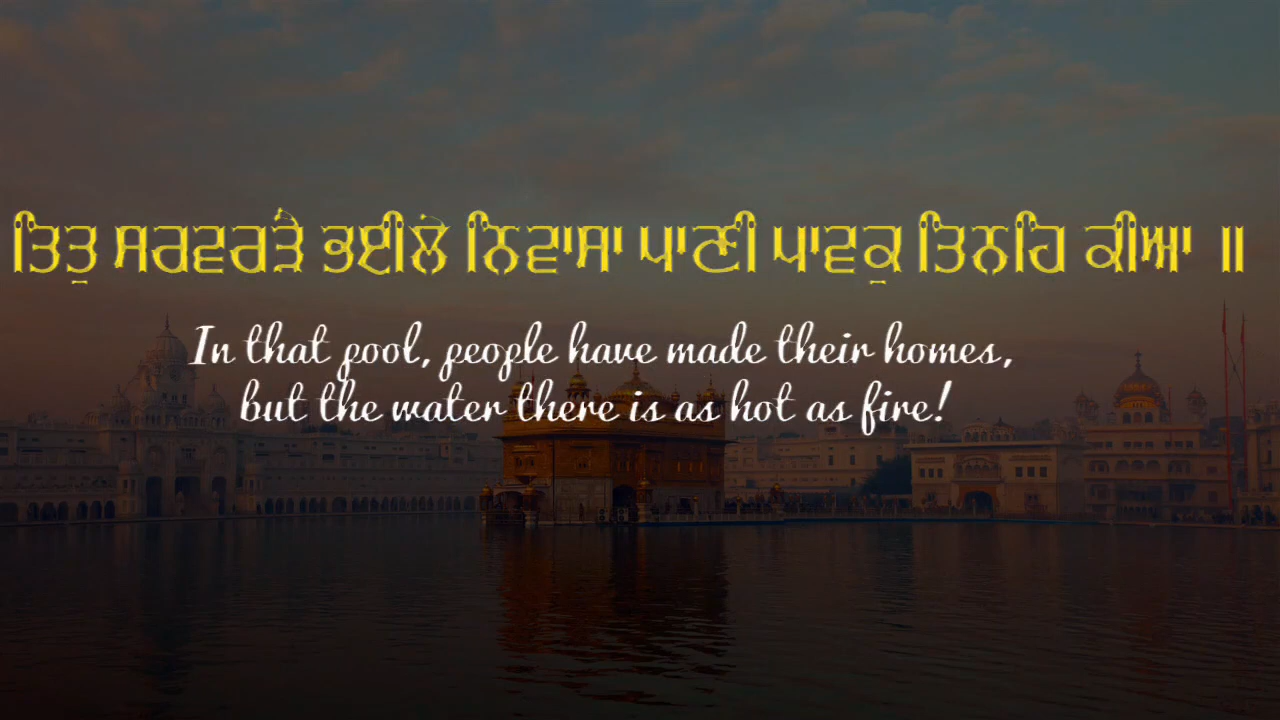 ਤਿਤੁ ਸਰਵਰੜੈ ਭਈਲੇ ਨਿਵਾਸਾ ਪਾਣੀ ਪਾਵਕੁ ਤਿਨਹਿ ਕੀਆ ॥
In that pool, people have made their homes,
but the water there is as hot as fire!